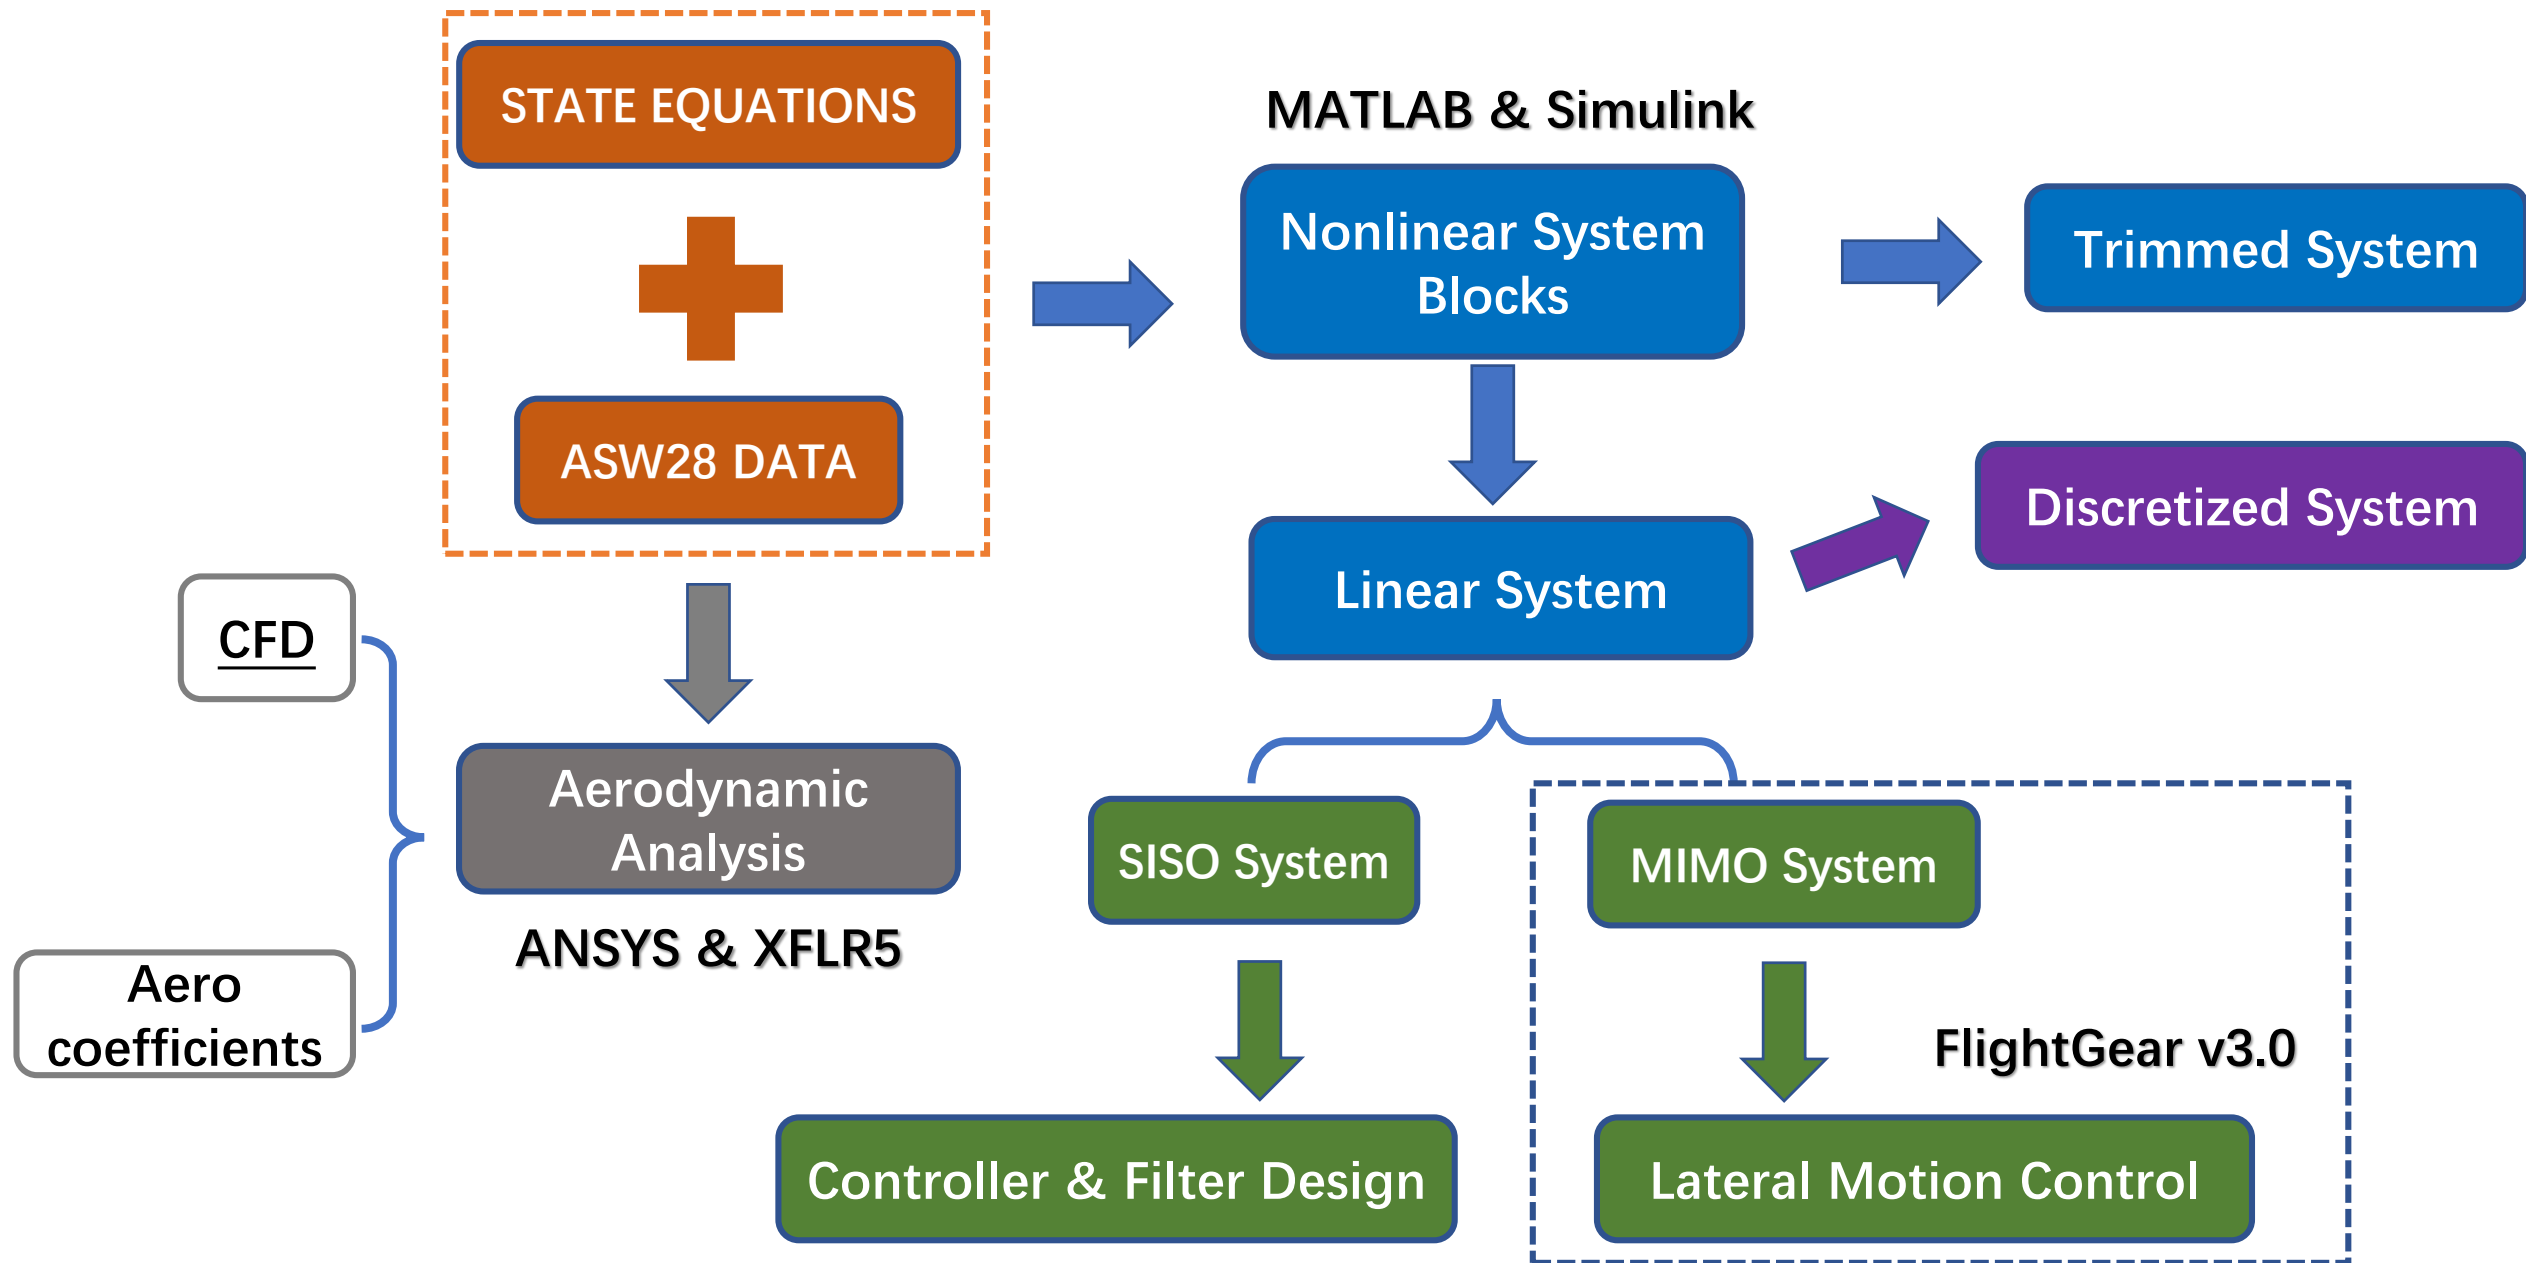 STATE EQUATIONS
ASW28 DATA
MATLAB & Simulink
Nonlinear System
Blocks
Trimmed System
Linear System
Discretized System
CFD
Aerodynamic
Analysis
ANSYS & XFLR5
Aero
coefficients
SISO System
MIMO System
FlightGear v3.0
Controller & Filter Design
Lateral Motion Control